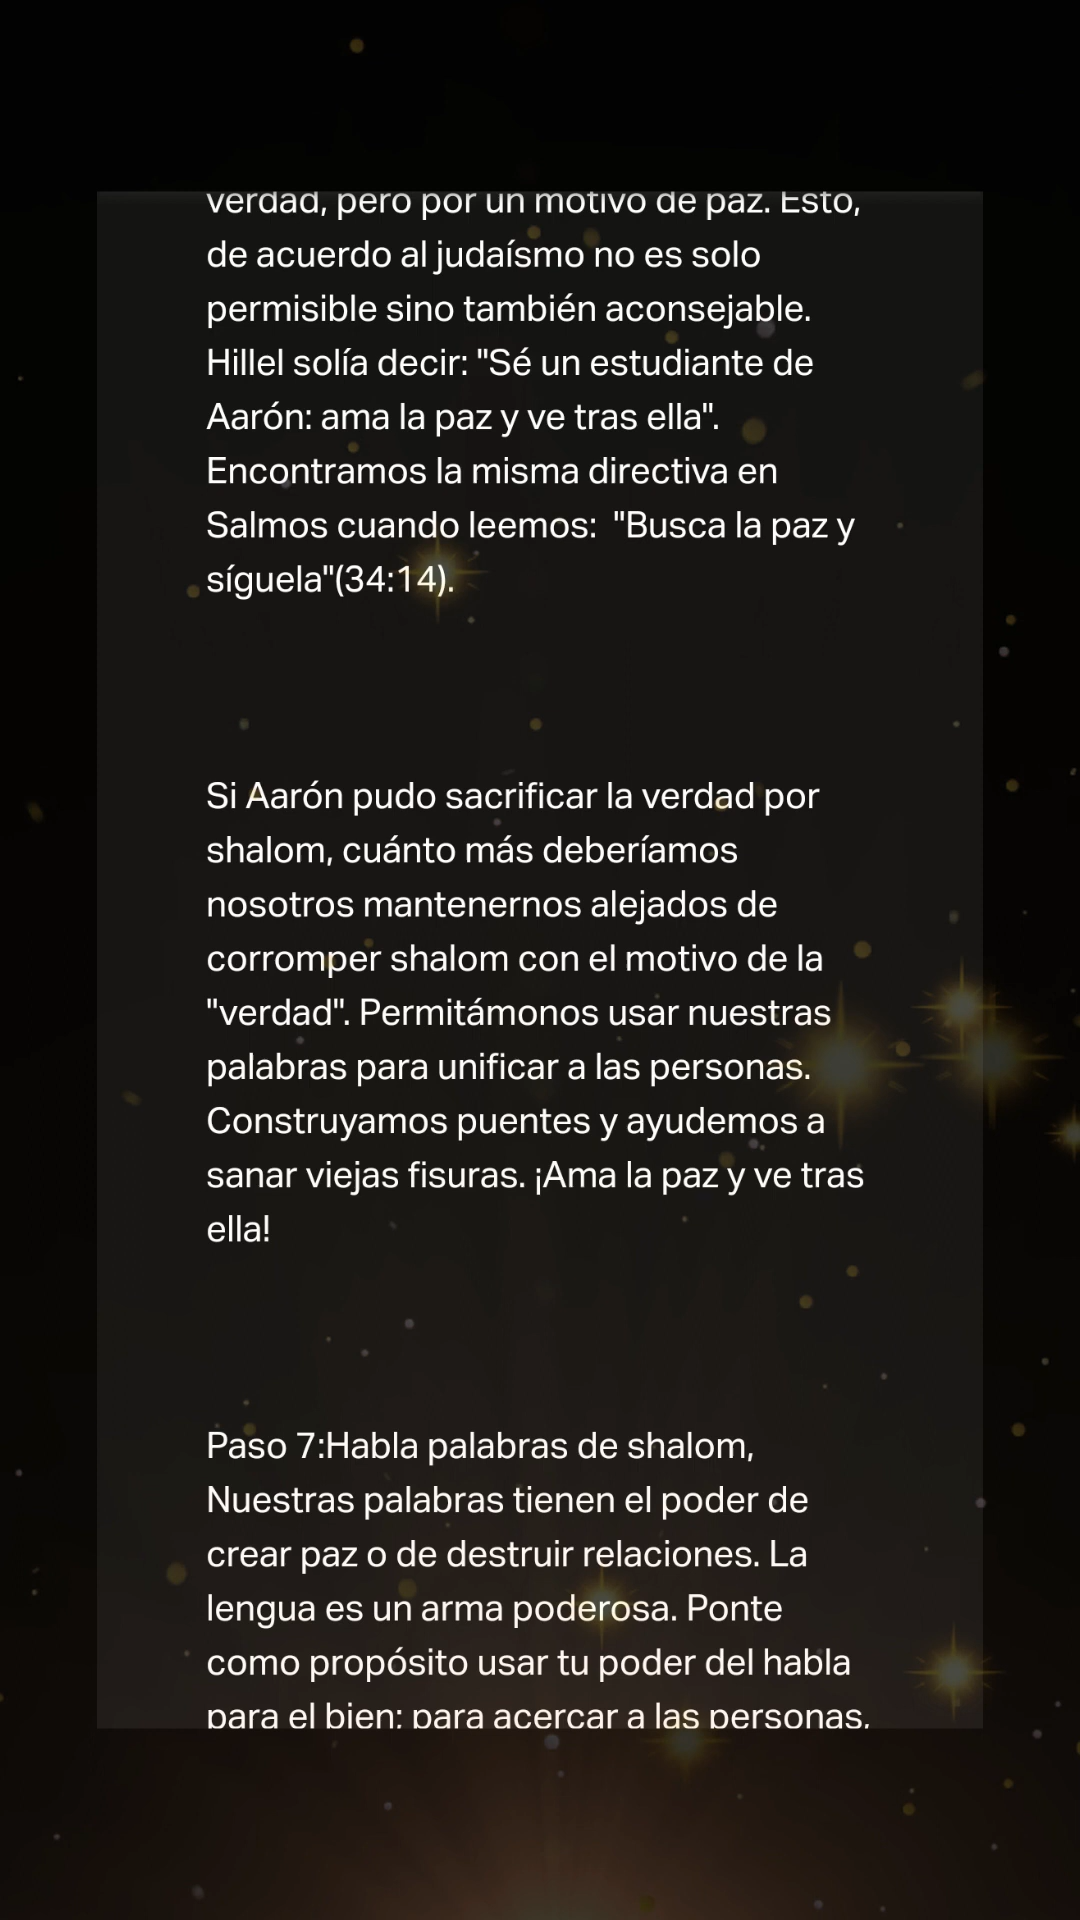 verdad, pero por un motivo de paz. Esto,
de acuerdo al judaísmo no es solo
permisible sino también aconsejable.
Hillel solía decir: "Sé un estudiante de
Aarón: ama la paz y ve tras ella".
Encontramos la misma directiva en
Salmos cuando leemos:  "Busca la paz y
síguela"(34:14).
Si Aarón pudo sacrificar la verdad por
shalom, cuánto más deberíamos
nosotros mantenernos alejados de
corromper shalom con el motivo de la
"verdad". Permitámonos usar nuestras
palabras para unificar a las personas.
Construyamos puentes y ayudemos a
sanar viejas fisuras. ¡Ama la paz y ve tras
ella!
Paso 7:Habla palabras de shalom,
Nuestras palabras tienen el poder de
crear paz o de destruir relaciones. La
lengua es un arma poderosa. Ponte
como propósito usar tu poder del habla
para el bien; para acercar a las personas,